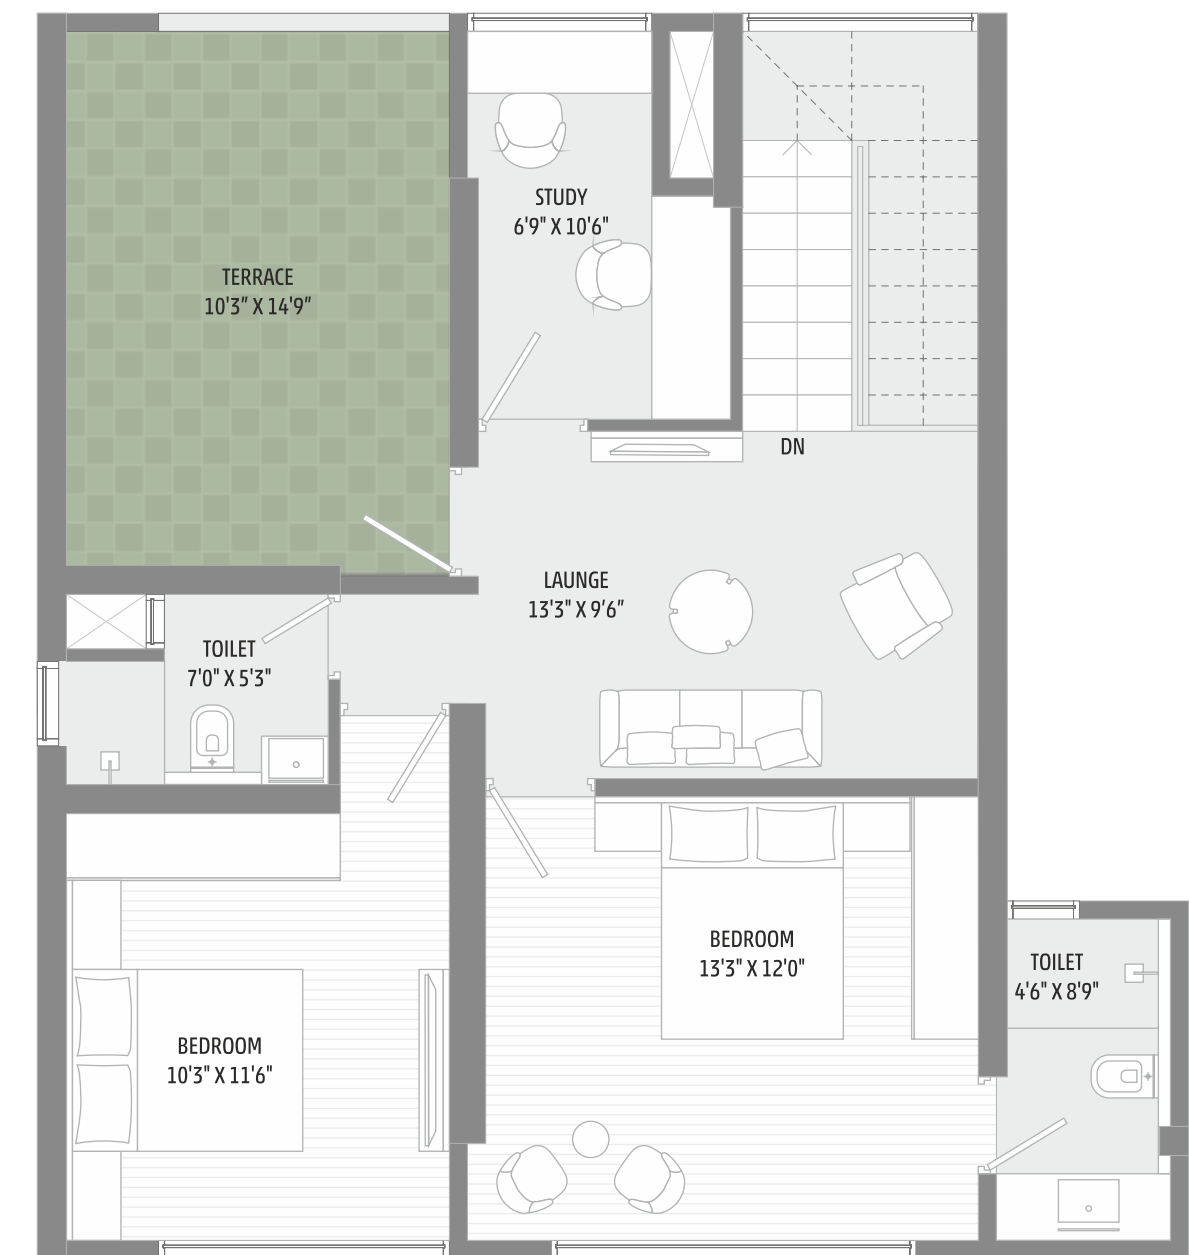 STUDY
6'9" X 10'6"
TERRACE
10'3" X 14'9"
DN
LAUNGE
13'3" X 9'6"
TOILET
7'0" X 5'3"
BEDROOM
13'3" X 12'0"
TOILET
4'6" X 8'9"
BEDROOM
10'3" X 11'6"